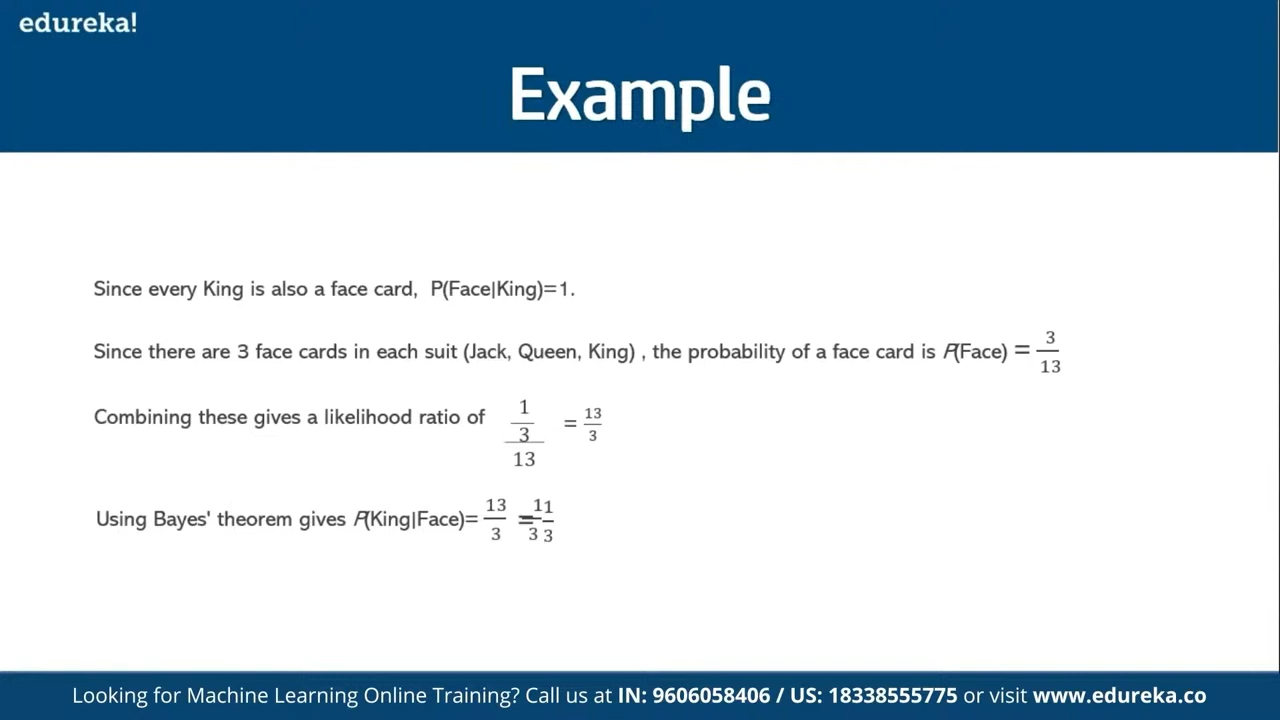 edureka!
Example
Since every King is also a face card, P(Face|King)=1.
Since there are 3 face cards in each suit (Jack, Queen, King) , the probability of a face card is P(Face) = 3/13
Combining these gives a likelihood ratio of 1/3/13 = 13/3
Using Bayes' theorem gives P(King|Face)= 13/3 = 1/3
Looking for Machine Learning Online Training? Call us at IN: 9606058406 / US: 18338555775 or visit www.edureka.co